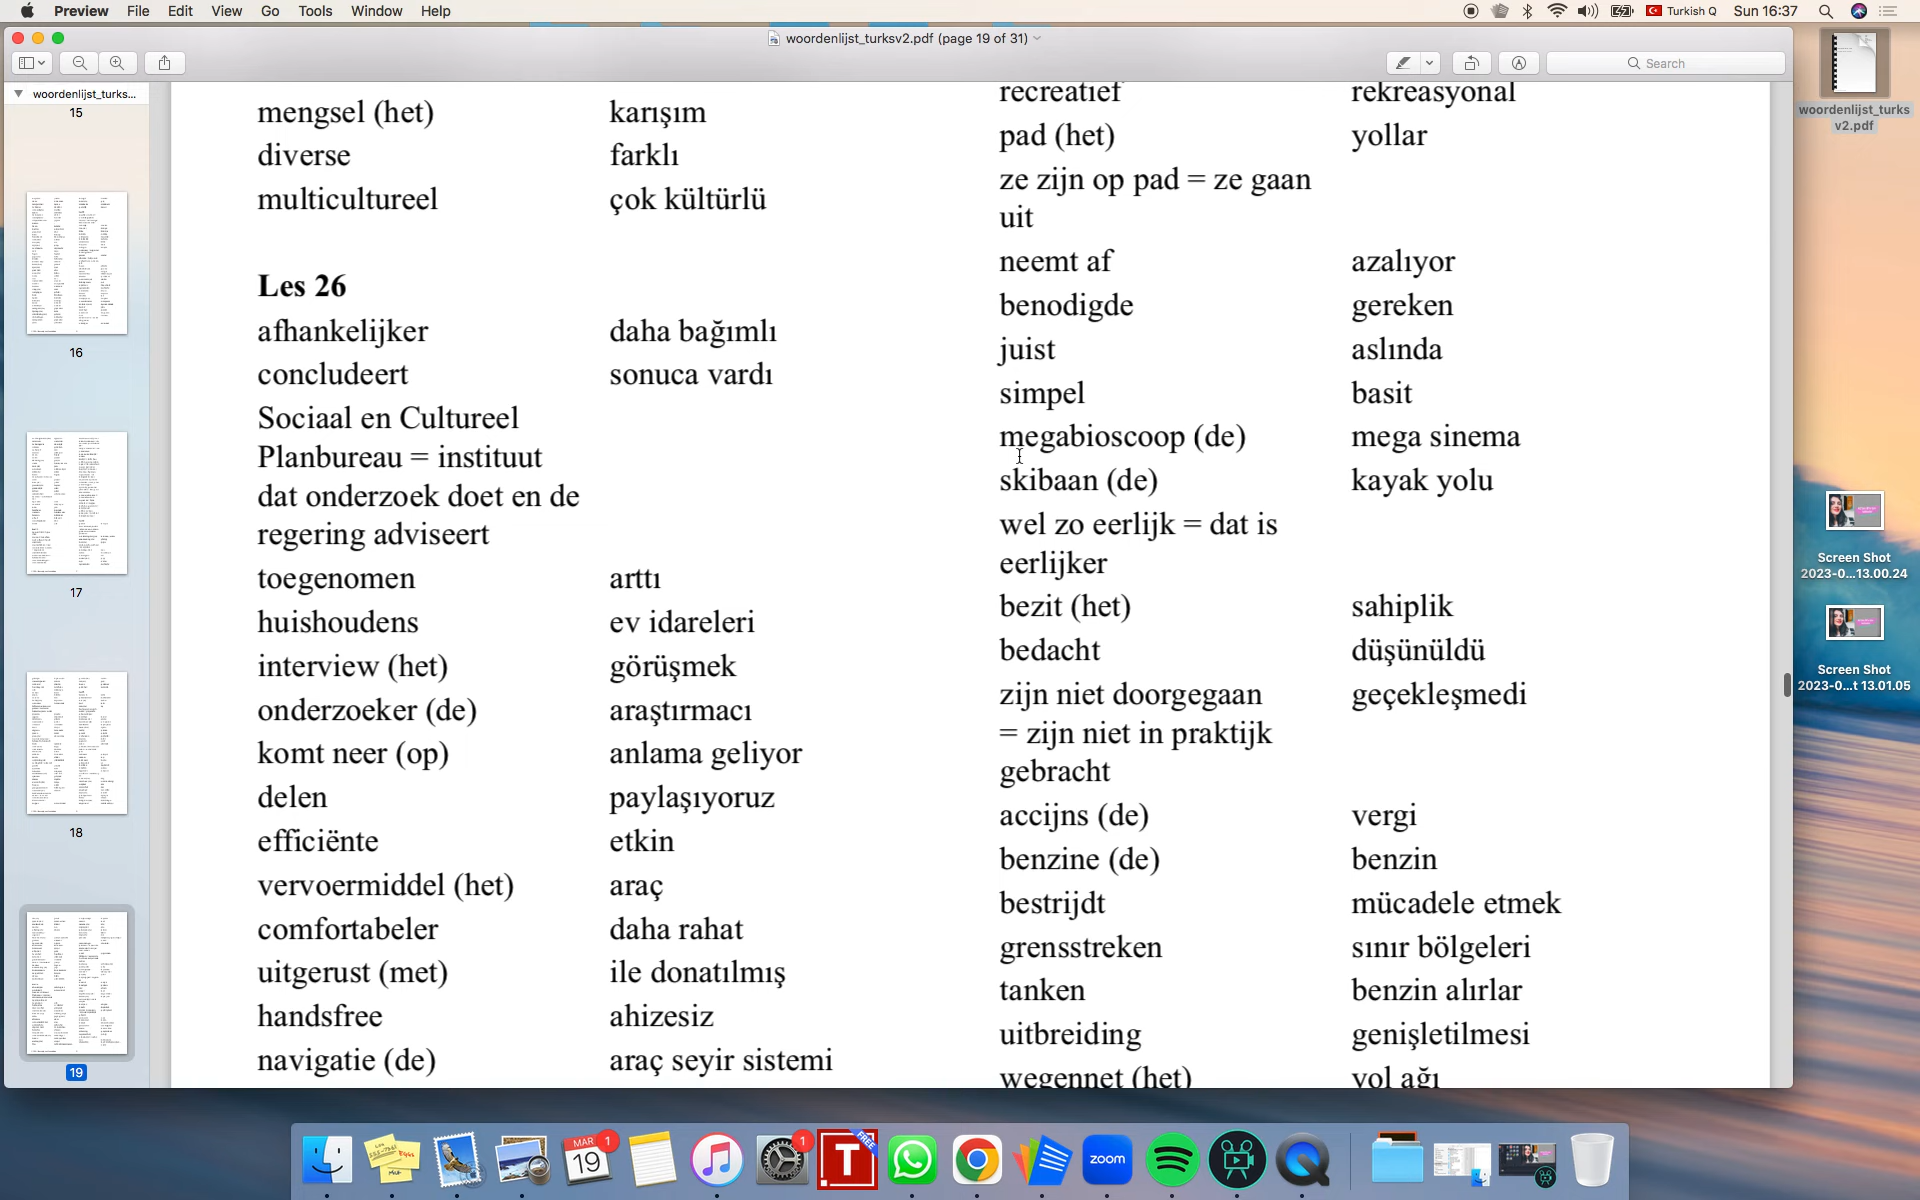 Preview File Edit View Go Tools Window Help
Turkish Q Sun 16:37
woordenlijst_turksv2.pdf (page 19 of 31)
Search
woordenlijst_turks...
15
16
17
18
19
mengsel (het) karışım
diverse farklı
multicultureel çok kültürlü
Les 26
afhankelijker daha bağımlı
concludeert sonuca vardı
Sociaal en Cultureel
Planbureau = instituut
dat onderzoek doet en de
regering adviseert
toegenomen arttı
huishoudens ev idareleri
interview (het) görüşmek
onderzoeker (de) araştırmacı
komt neer (op) anlama geliyor
delen paylaşıyoruz
efficiënte etkin
vervoermiddel (het) araç
comfortabeler daha rahat
uitgerust (met) ile donatılmış
handsfree ahizesiz
navigatie (de) araç seyir sistemi
recreatief rekreasyonal
pad (het) yollar
ze zijn op pad = ze gaan
uit
neemt af azalıyor
benodigde gereken
juist aslında
simpel basit
megabioscoop (de) mega sinema
skibaan (de) kayak yolu
wel zo eerlijk = dat is
eerlijker
bezit (het) sahiplik
bedacht düşünüldü
zijn niet doorgegaan geçekleşmedi
= zijn niet in praktijk
gebracht
accijns (de) vergi
benzine (de) benzin
bestrijdt mücadele etmek
grensstreken sınır bölgeleri
tanken benzin alırlar
uitbreiding genişletilmesi
wegennet (het) yol ağı
woordenlijst_turks
v2.pdf
Screen Shot
2023-0...13.00.24
Screen Shot
2023-0...t 13.01.05
MAR 1
19
1
T FREE
zoom